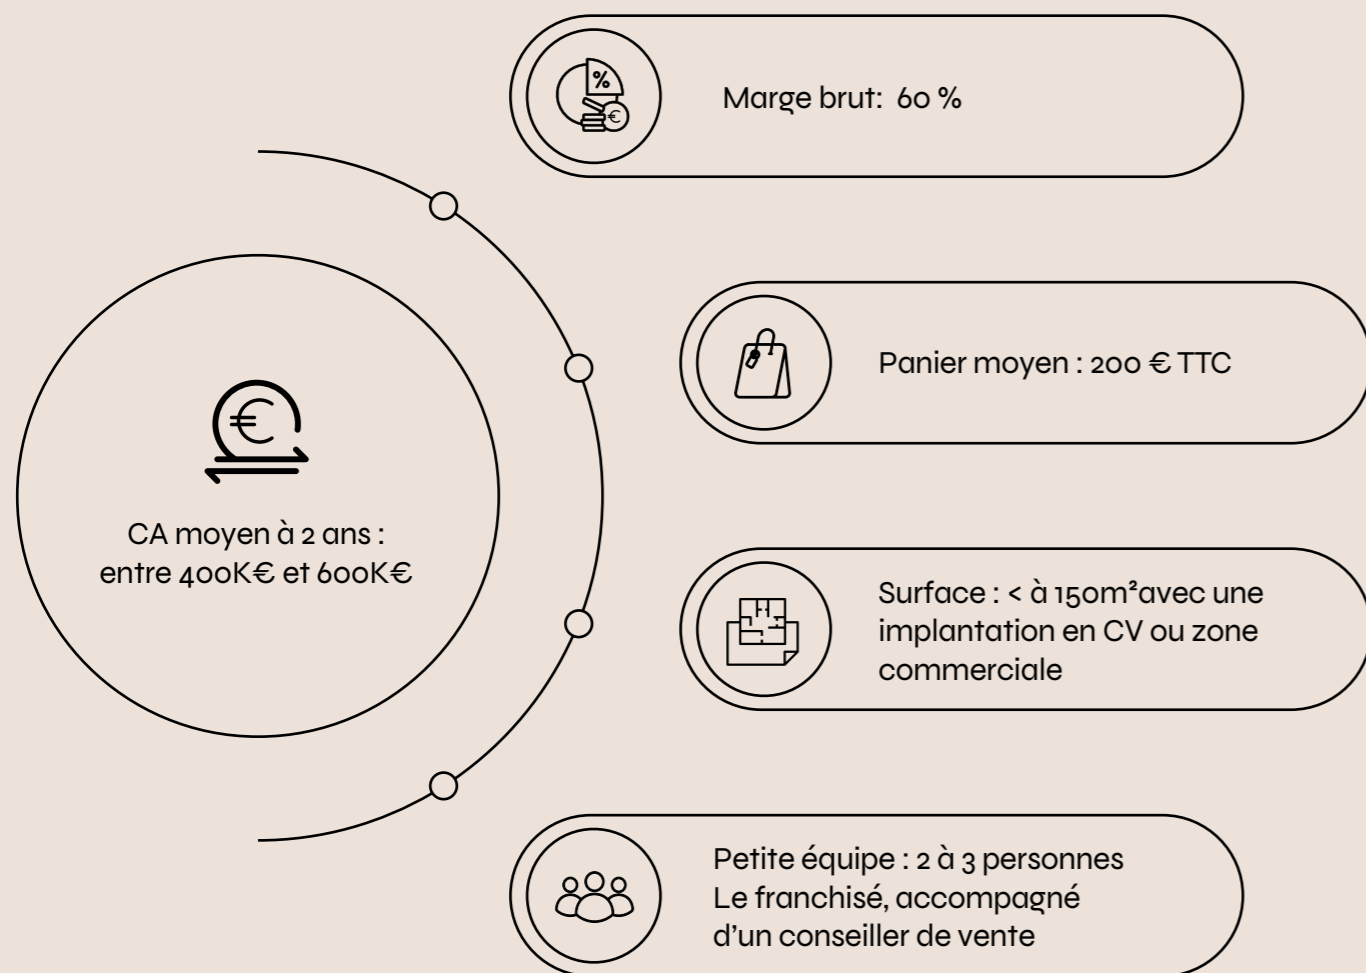 Marge brut: 60 %
Panier moyen : 200 € TTC
CA moyen à 2 ans :
entre 400K€ et 600K€
Surface : < à 150m²avec une
implantation en CV ou zone
commerciale
Petite équipe : 2 à 3 personnes
Le franchisé, accompagné
d’un conseiller de vente